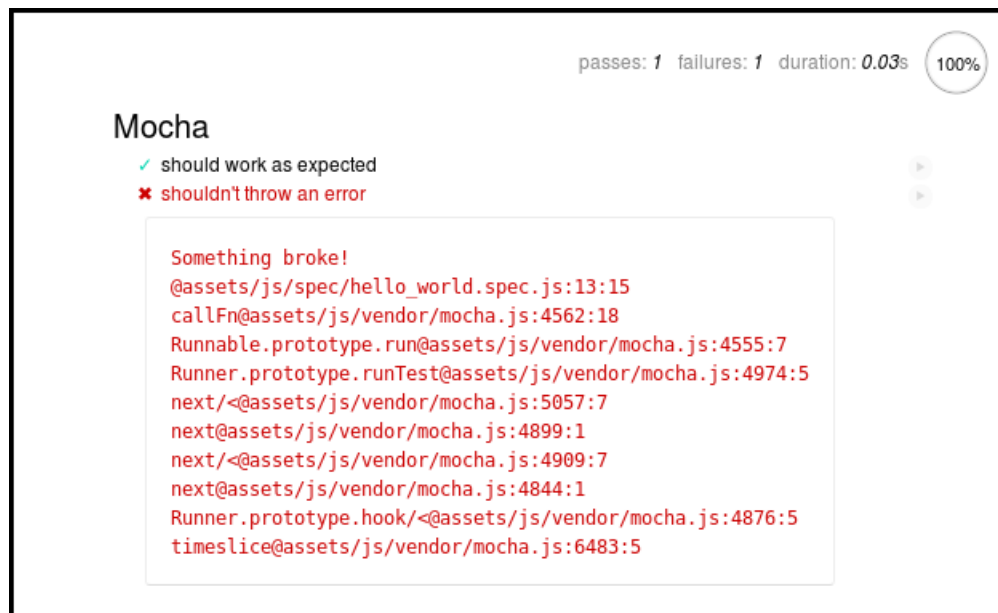 passes: 1 failures: 1 duration: 0.03s 100%
Mocha
✓ should work as expected
✖ shouldn't throw an error
Something broke!
@assets/js/spec/hello_world.spec.js:13:15
callFn@assets/js/vendor/mocha.js:4562:18
Runnable.prototype.run@assets/js/vendor/mocha.js:4555:7
Runner.prototype.runTest@assets/js/vendor/mocha.js:4974:5
next/<@assets/js/vendor/mocha.js:5057:7
next@assets/js/vendor/mocha.js:4899:1
next/<@assets/js/vendor/mocha.js:4909:7
next@assets/js/vendor/mocha.js:4844:1
Runner.prototype.hook/<@assets/js/vendor/mocha.js:4876:5
timeslice@assets/js/vendor/mocha.js:6483:5